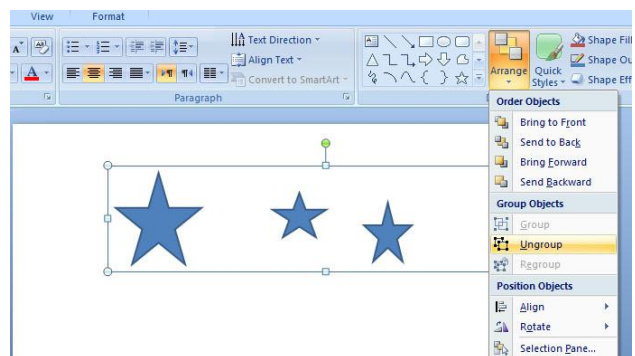 View Format
Text Direction
Align Text
Convert to SmartArt
Paragraph
Arrange
Quick
Styles
Shape Fill
Shape Ou
Shape Eff
Order Objects
Bring to Front
Send to Back
Bring Forward
Send Backward
Group Objects
Group
Ungroup
Regroup
Position Objects
Align
Rotate
Selection Pane...